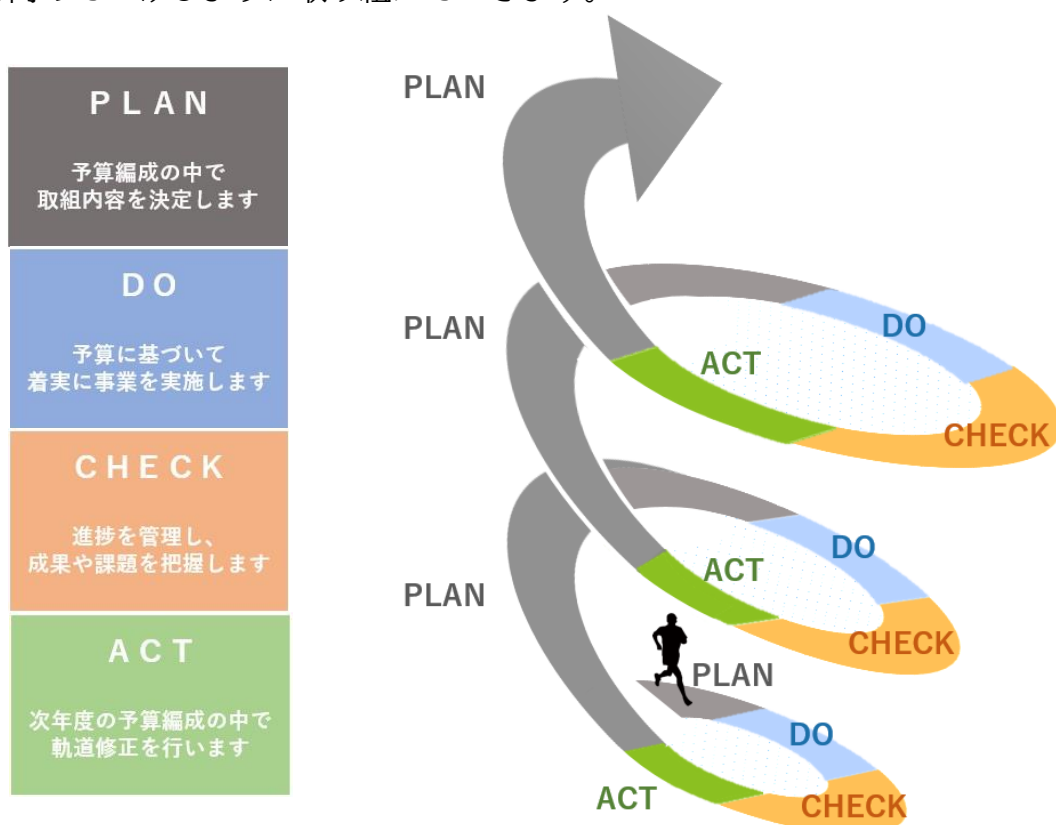 PLAN
予算編成の中で
取組内容を決定します
DO
予算に基づいて
着実に事業を実施します
CHECK
進捗を管理し、
成果や課題を把握します
ACT
次年度の予算編成の中で
軌道修正を行います
PLAN
PLAN
DO
ACT
CHECK
PLAN
DO
ACT
CHECK
PLAN
DO
ACT
CHECK